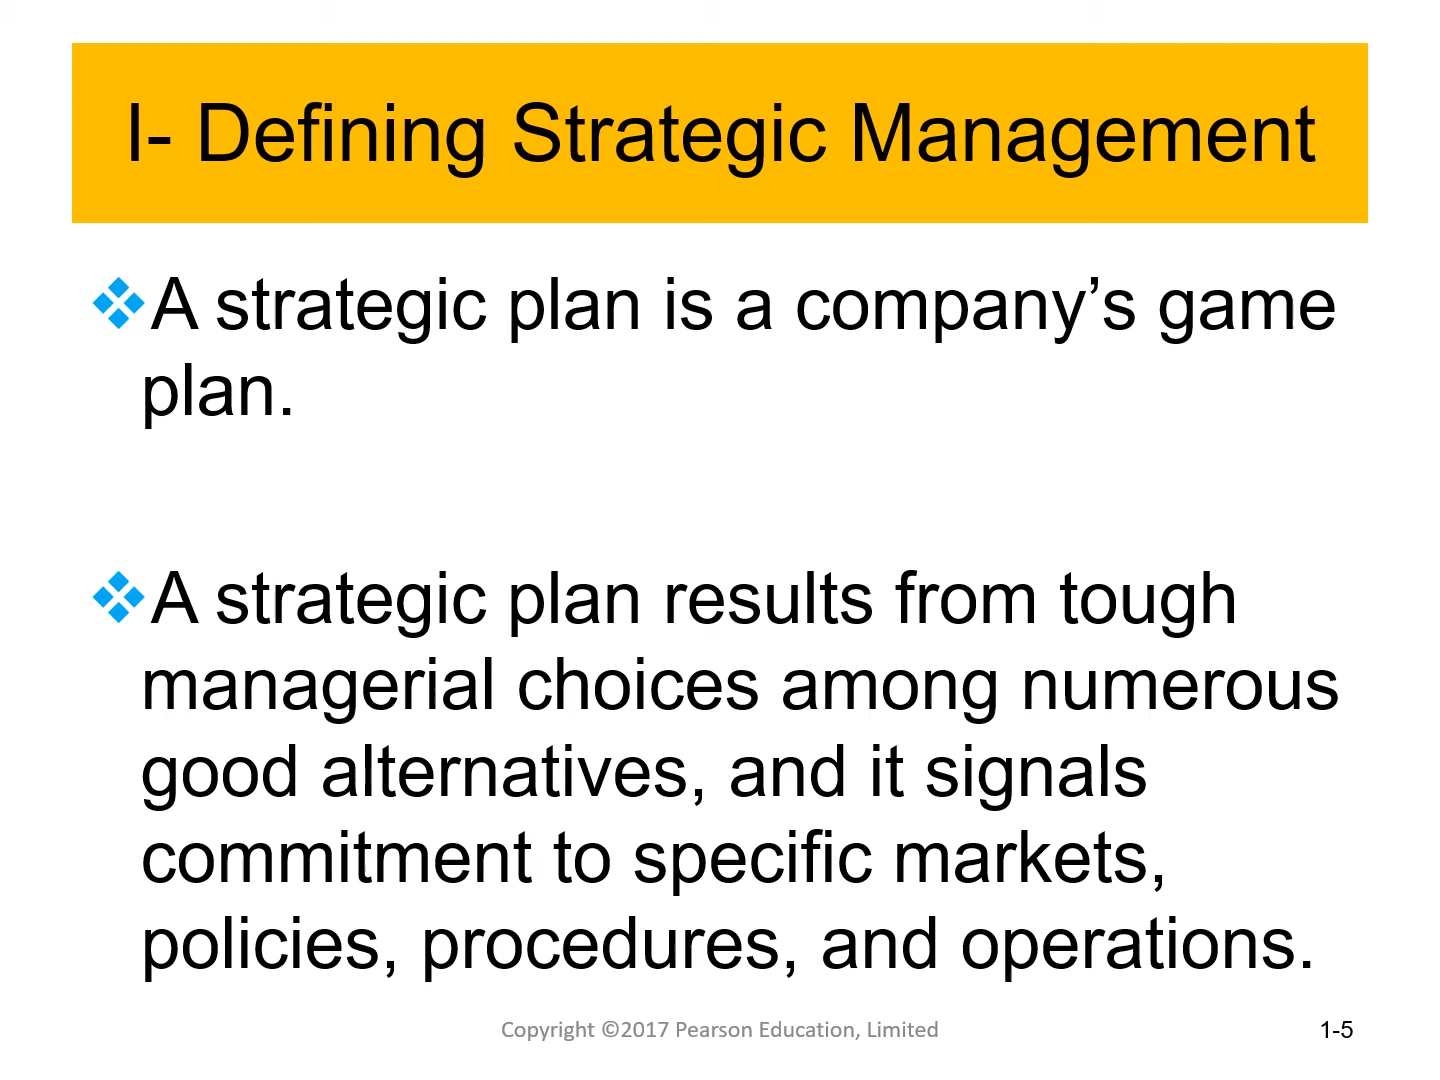 I- Defining Strategic Management
❖A strategic plan is a company’s game
plan.
❖A strategic plan results from tough
managerial choices among numerous
good alternatives, and it signals
commitment to specific markets,
policies, procedures, and operations.
Copyright ©2017 Pearson Education, Limited
1-5